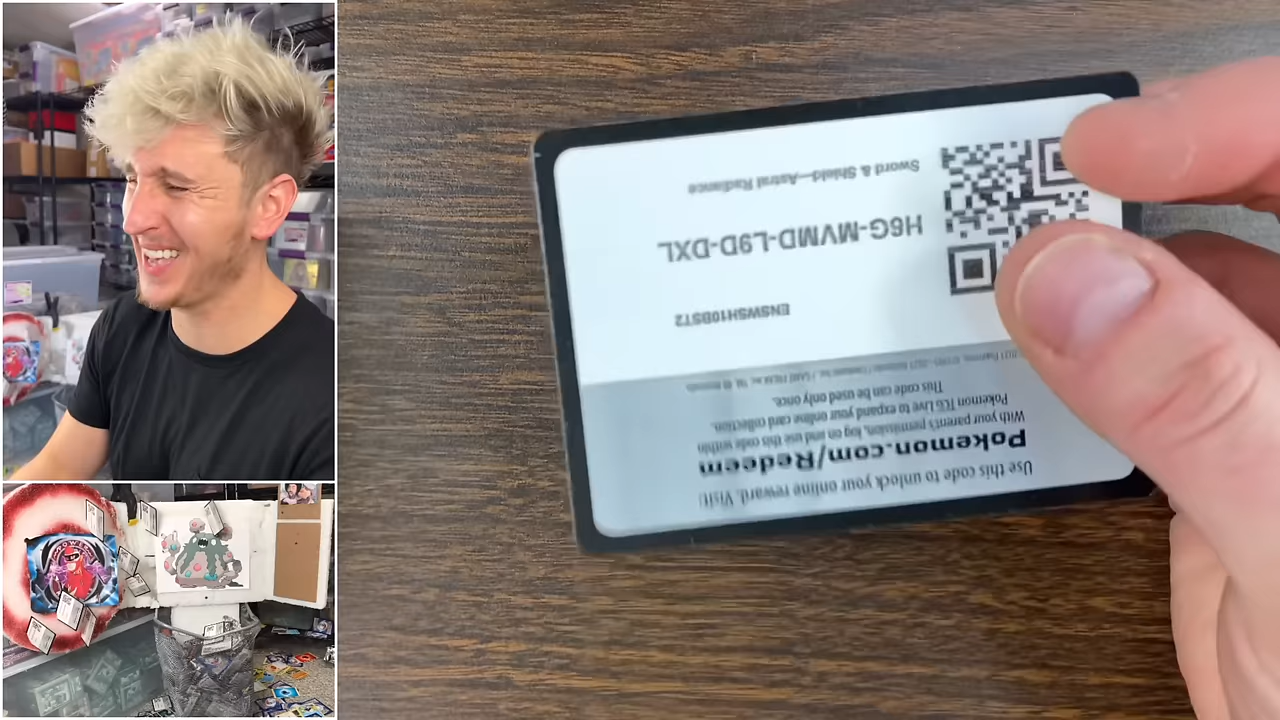 Use this code to unlock your online reward. Visit:
Pokemon.com/Redeem
With your parent's permission, log on and use this code within
Pokémon TCG Live to expand your online card collection.
This code can be used only once.
ENSWSH10BST2
H6G-MVMD-L9D-DXL
Sword & Shield—Astral Radiance